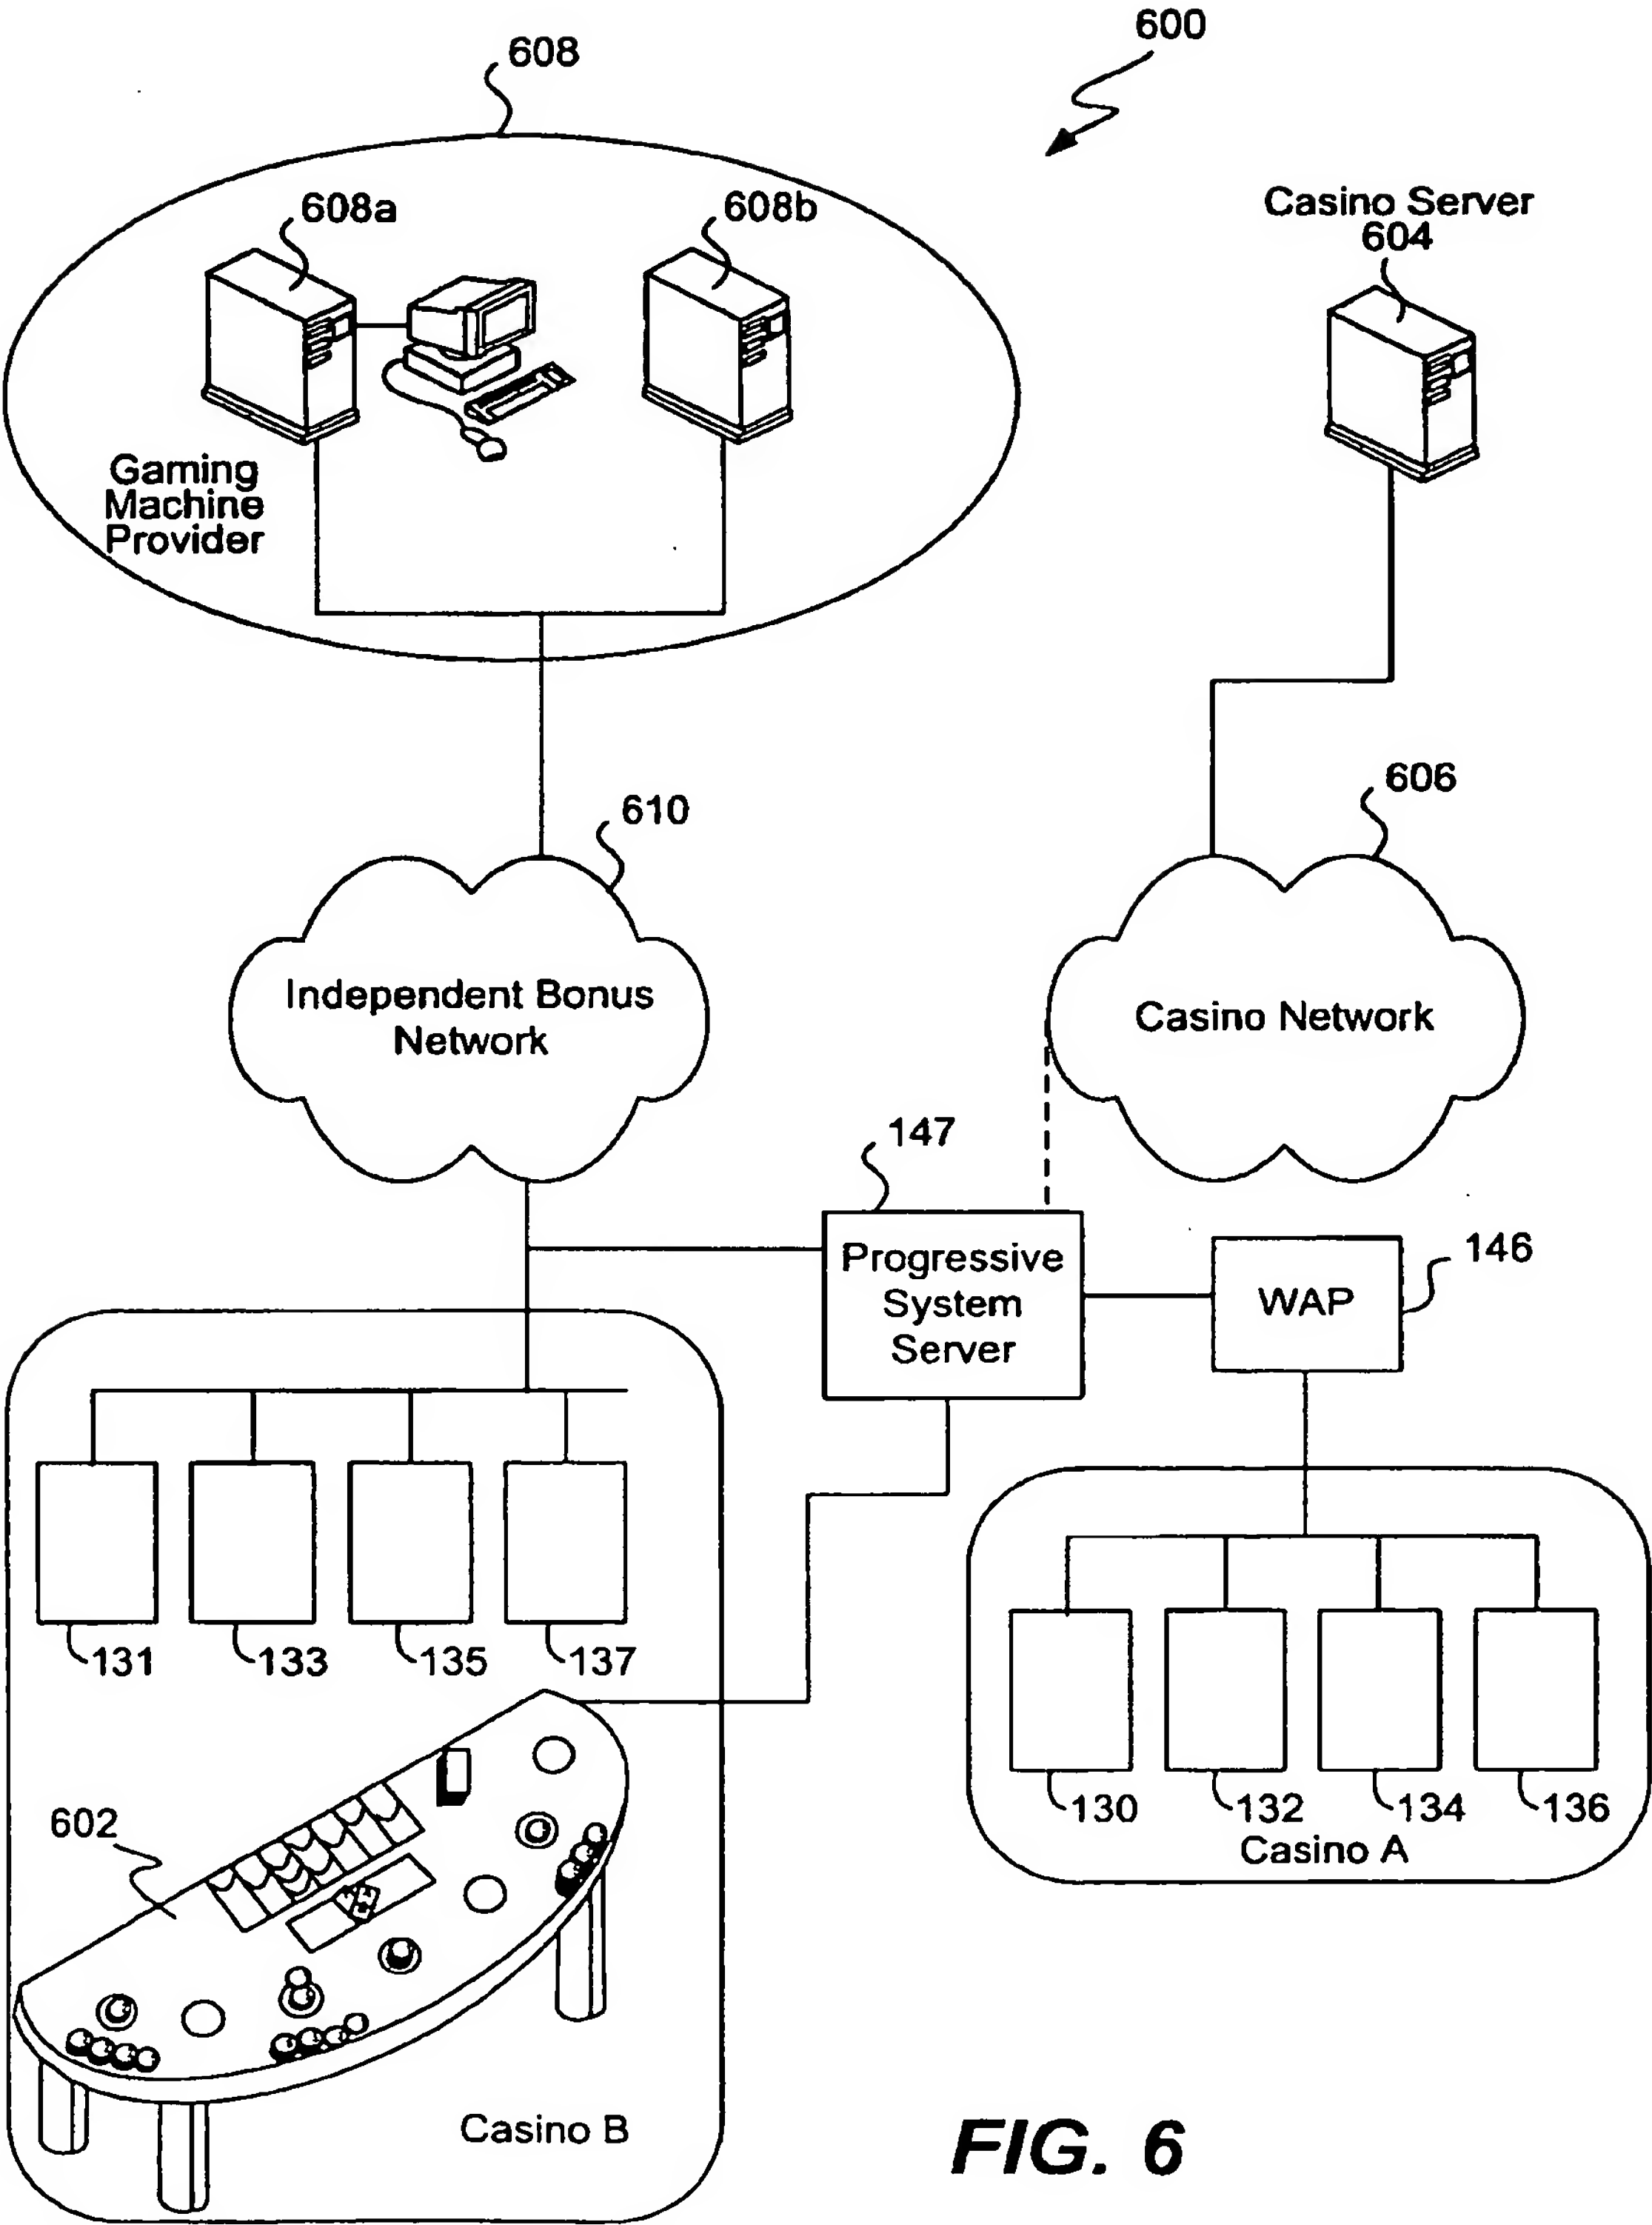 600
608
608a
608b
Casino Server
604
Gaming
Machine
Provider
610
606
Independent Bonus
Network
Casino Network
147
Progressive
System
Server
WAP
146
131
133
135
137
130
132
134
136
Casino A
602
Casino B
FIG. 6